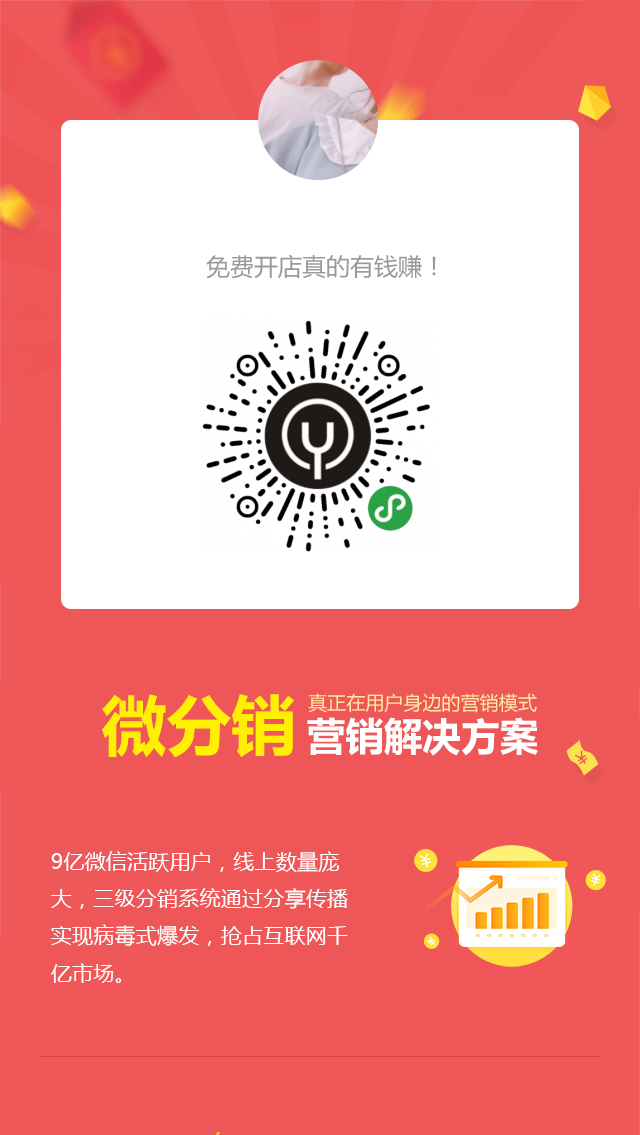 免费开店真的有钱赚！
微分销
真正在用户身边的营销模式
营销解决方案
9亿微信活跃用户，线上数量庞
大，三级分销系统通过分享传播
实现病毒式爆发，抢占互联网千
亿市场。